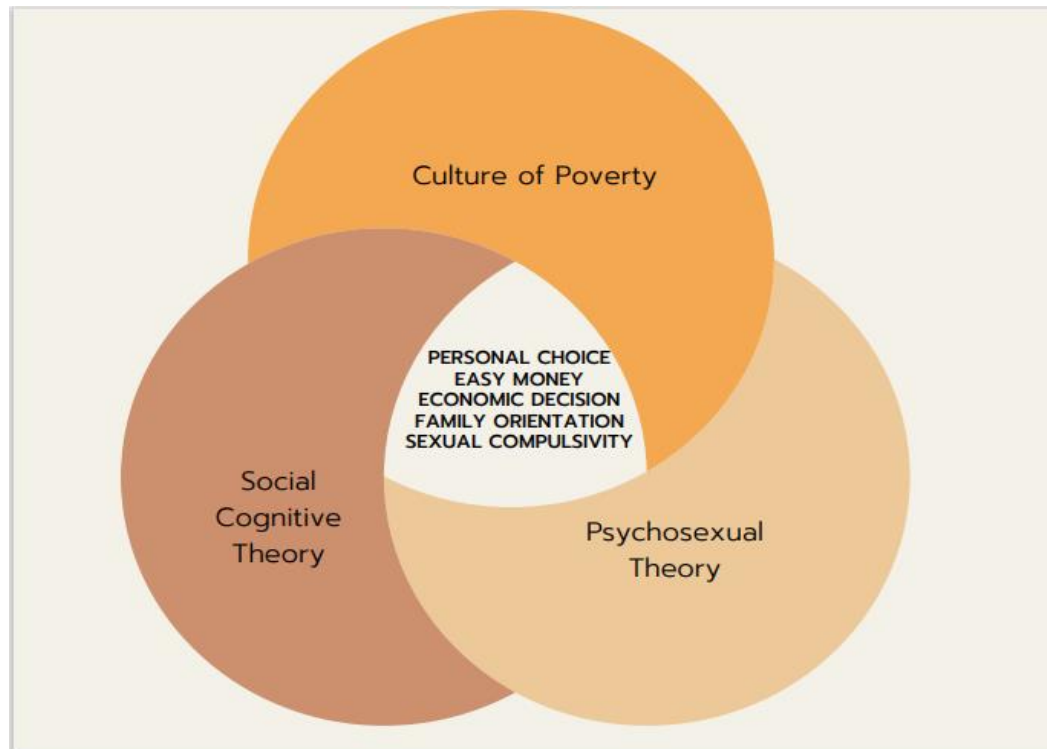 Culture of Poverty
PERSONAL CHOICE
EASY MONEY
ECONOMIC DECISION
FAMILY ORIENTATION
SEXUAL COMPULSIVITY
Social
Cognitive
Theory
Psychosexual
Theory